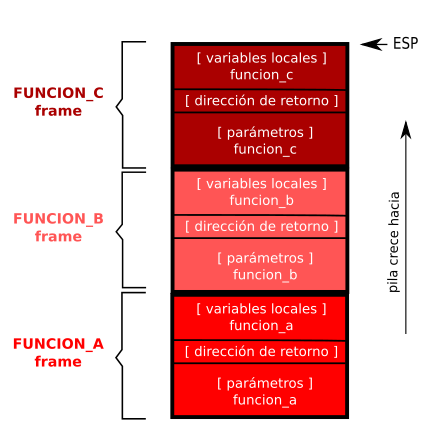 ESP
FUNCION_C
frame
[ variables locales ]
funcion_c
[ dirección de retorno ]
[ parámetros ]
funcion_c
FUNCION_B
frame
[ variables locales ]
funcion_b
[ dirección de retorno ]
[ parámetros ]
funcion_b
FUNCION_A
frame
[ variables locales ]
funcion_a
[ dirección de retorno ]
[ parámetros ]
funcion_a
pila crece hacia